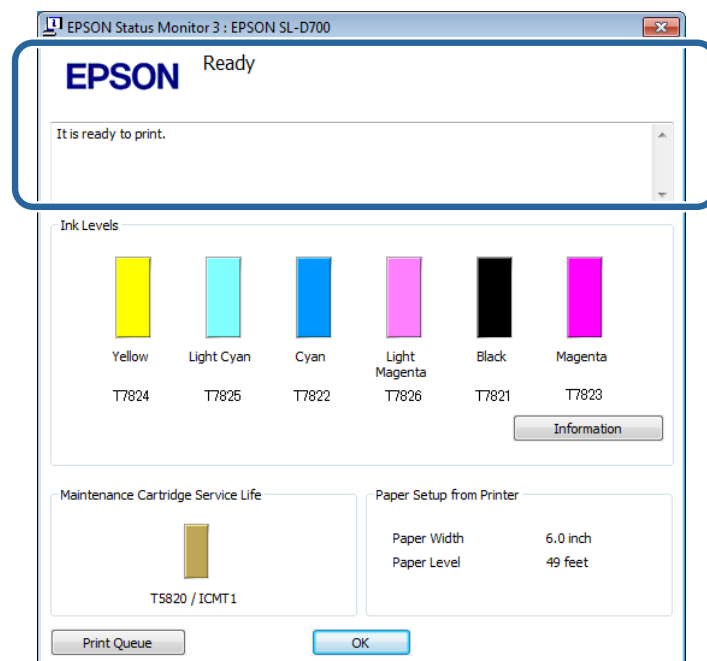 EPSON Status Monitor 3 : EPSON SL-D700
EPSON
Ready
It is ready to print.
Ink Levels
Yellow Light Cyan Cyan Light Magenta Black Magenta
T7824 T7825 T7822 T7826 T7821 T7823
Information
Maintenance Cartridge Service Life
T5820 / ICMT1
Paper Setup from Printer
Paper Width 6.0 inch
Paper Level 49 feet
Print Queue OK